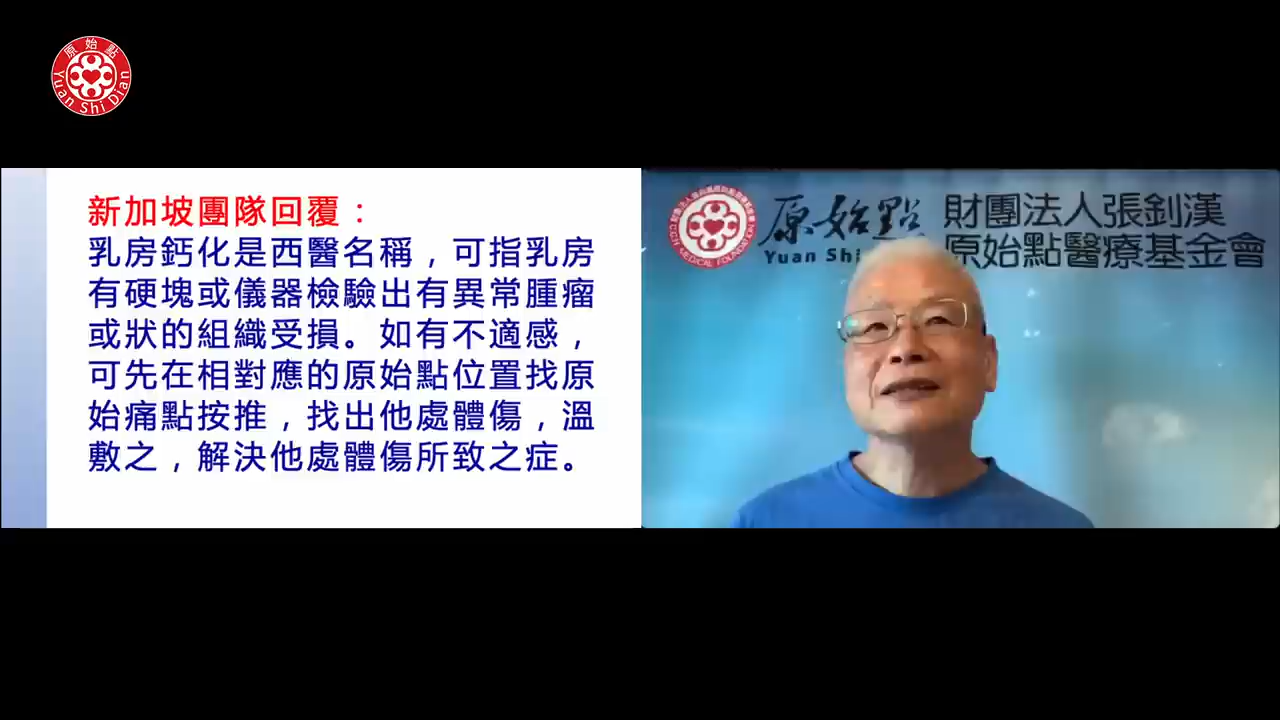 原始點
Yuan Shi Dian
新加坡團隊回覆：
乳房鈣化是西醫名稱，可指乳房
有硬塊或儀器檢驗出有異常腫瘤
或狀的組織受損。如有不適感，
可先在相對應的原始點位置找原
始痛點按推，找出他處體傷，溫
敷之，解決他處體傷所致之症。
原始點
Yuan Shi
財團法人張釗漢
原始點醫療基金會